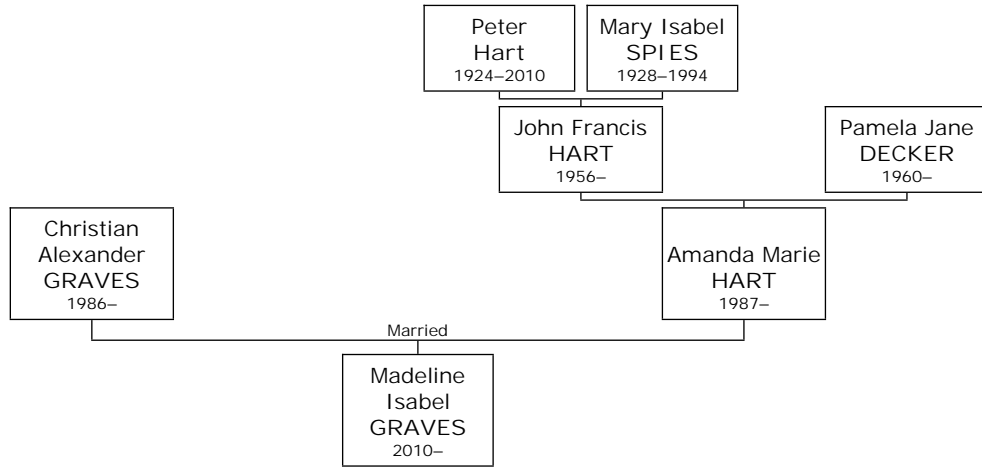 Peter
Hart
1924–2010
Mary Isabel
SPIES
1928–1994
John Francis
HART
1956–
Pamela Jane
DECKER
1960–
Christian
Alexander
GRAVES
1986–
Amanda Marie
HART
1987–
Married
Madeline
Isabel
GRAVES
2010–